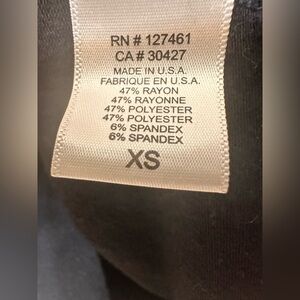 RN # 127461
CA # 30427
MADE IN U.S.A.
FABRIQUE EN U.S.A.
47% RAYON
47% RAYONNE
47% POLYESTER
47% POLYESTER
6% SPANDEX
6% SPANDEX
XS